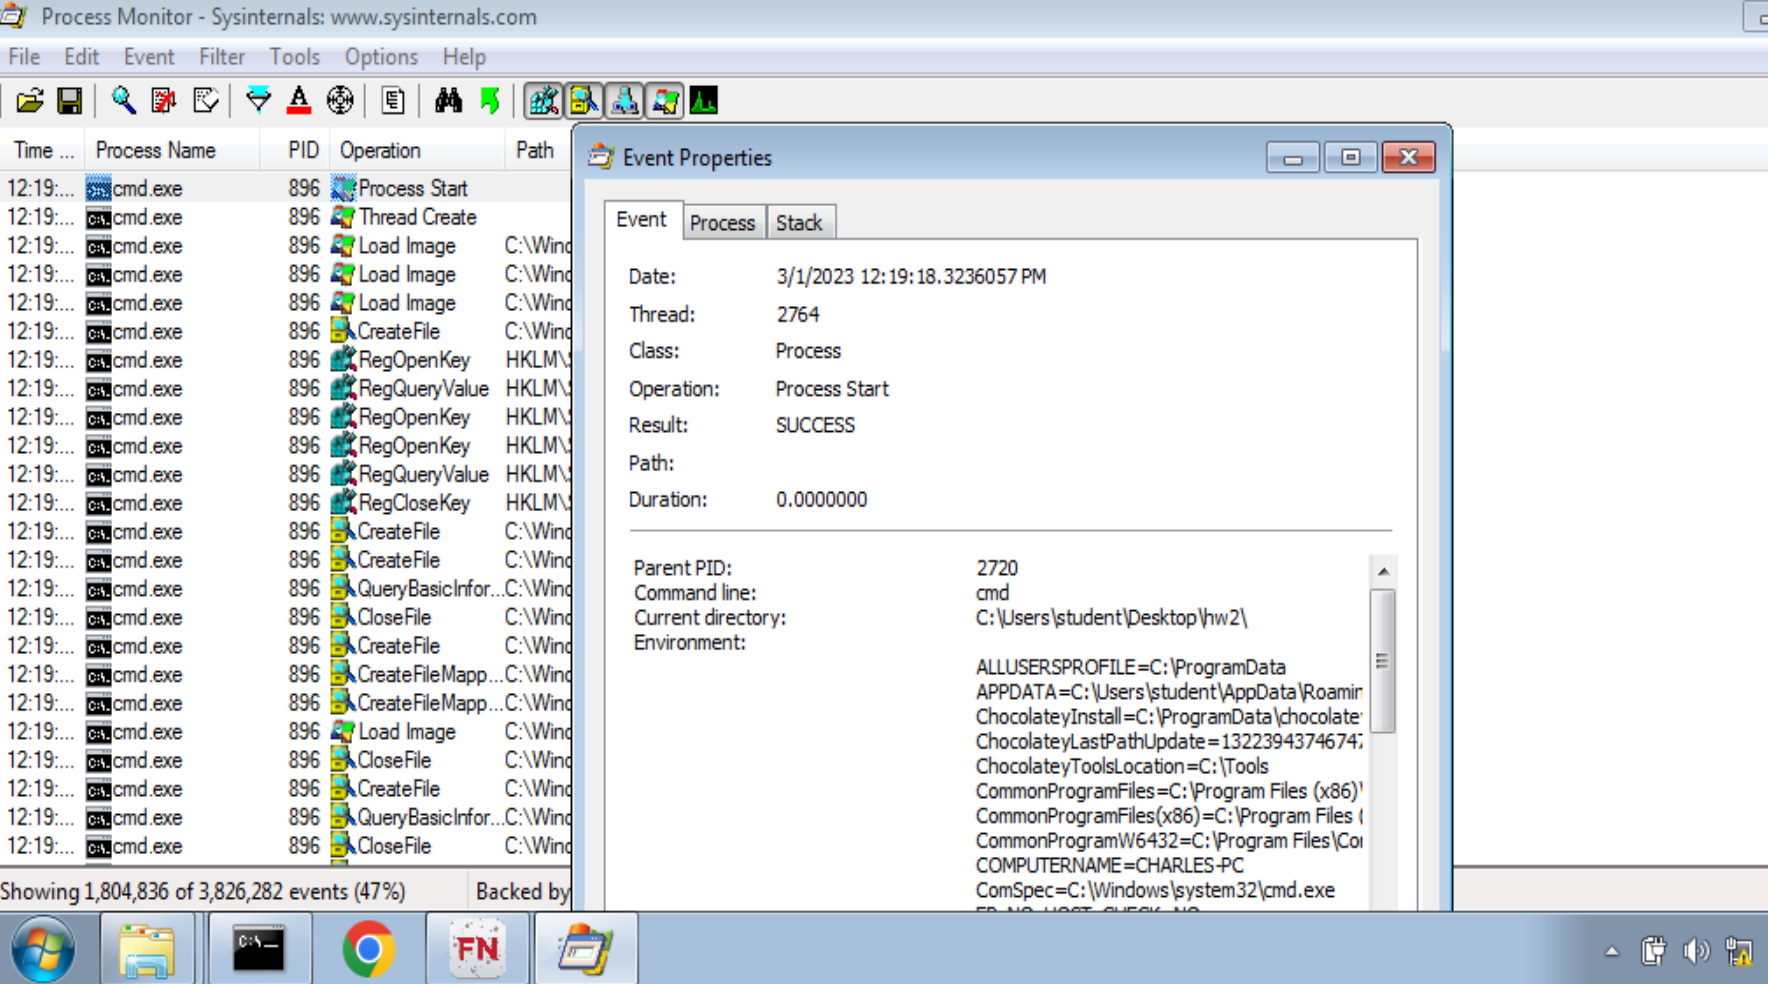 Process Monitor - Sysinternals: www.sysinternals.com
File Edit Event Filter Tools Options Help
Time ... Process Name PID Operation Path
12:19:... cmd.exe 896 Process Start
12:19:... cmd.exe 896 Thread Create
12:19:... cmd.exe 896 Load Image C:\Wind
12:19:... cmd.exe 896 Load Image C:\Wind
12:19:... cmd.exe 896 Load Image C:\Wind
12:19:... cmd.exe 896 CreateFile C:\Wind
12:19:... cmd.exe 896 RegOpenKey HKLM\S
12:19:... cmd.exe 896 RegQueryValue HKLM\S
12:19:... cmd.exe 896 RegOpenKey HKLM\S
12:19:... cmd.exe 896 RegOpenKey HKLM\S
12:19:... cmd.exe 896 RegQueryValue HKLM\S
12:19:... cmd.exe 896 RegCloseKey HKLM\S
12:19:... cmd.exe 896 CreateFile C:\Wind
12:19:... cmd.exe 896 CreateFile C:\Wind
12:19:... cmd.exe 896 QueryBasicInfor...C:\Wind
12:19:... cmd.exe 896 CloseFile C:\Wind
12:19:... cmd.exe 896 CreateFile C:\Wind
12:19:... cmd.exe 896 CreateFileMapp...C:\Wind
12:19:... cmd.exe 896 CreateFileMapp...C:\Wind
12:19:... cmd.exe 896 Load Image C:\Wind
12:19:... cmd.exe 896 CloseFile C:\Wind
12:19:... cmd.exe 896 CreateFile C:\Wind
12:19:... cmd.exe 896 QueryBasicInfor...C:\Wind
12:19:... cmd.exe 896 CloseFile C:\Wind
Showing 1,804,836 of 3,826,282 events (47%) Backed by
Event Properties
Event Process Stack
Date: 3/1/2023 12:19:18.3236057 PM
Thread: 2764
Class: Process
Operation: Process Start
Result: SUCCESS
Path:
Duration: 0.0000000
Parent PID: 2720
Command line: cmd
Current directory: C:\Users\student\Desktop\hw2\
Environment:
ALLUSERSPROFILE=C:\ProgramData
APPDATA=C:\Users\student\AppData\Roamin
ChocolateyInstall=C:\ProgramData\chocolate
ChocolateyLastPathUpdate=13223943746747
ChocolateyToolsLocation=C:\Tools
CommonProgramFiles=C:\Program Files (x86)\
CommonProgramFiles(x86)=C:\Program Files (
CommonProgramW6432=C:\Program Files\Co
COMPUTERNAME=CHARLES-PC
ComSpec=C:\Windows\system32\cmd.exe
FP_NO_HOST_CHECK=NO
C:\_
FN